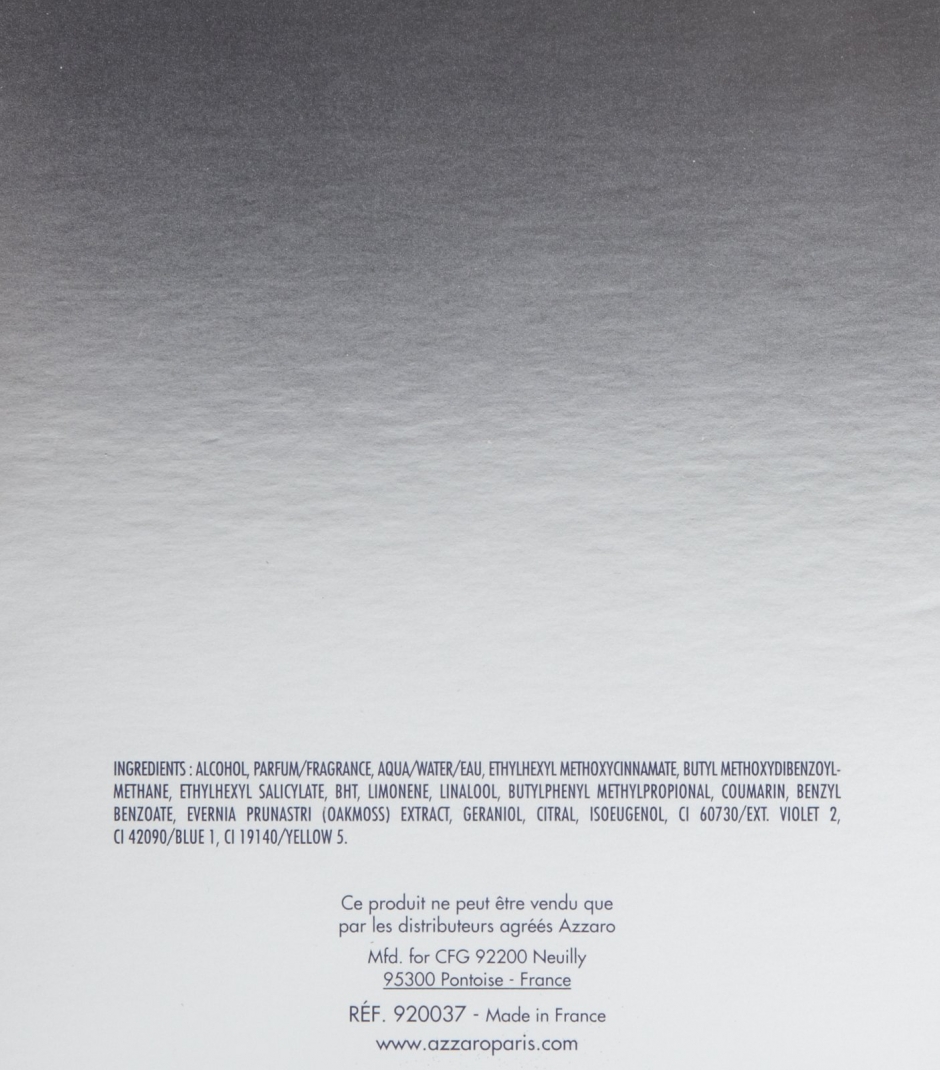 INGREDIENTS : ALCOHOL, PARFUM/FRAGRANCE, AQUA/WATER/EAU, ETHYLHEXYL METHOXYCINNAMATE, BUTYL METHOXYDIBENZOYL-
METHANE, ETHYLHEXYL SALICYLATE, BHT, LIMONENE, LINALOOL, BUTYLPHENYL METHYLPROPIONAL, COUMARIN, BENZYL
BENZOATE, EVERNIA PRUNASTRI (OAKMOSS) EXTRACT, GERANIOL, CITRAL, ISOEUGENOL, CI 60730/EXT. VIOLET 2,
CI 42090/BLUE 1, CI 19140/YELLOW 5.
Ce produit ne peut être vendu que
par les distributeurs agréés Azzaro
Mfd. for CFG 92200 Neuilly
95300 Pontoise - France
RÉF. 920037 - Made in France
www.azzaroparis.com